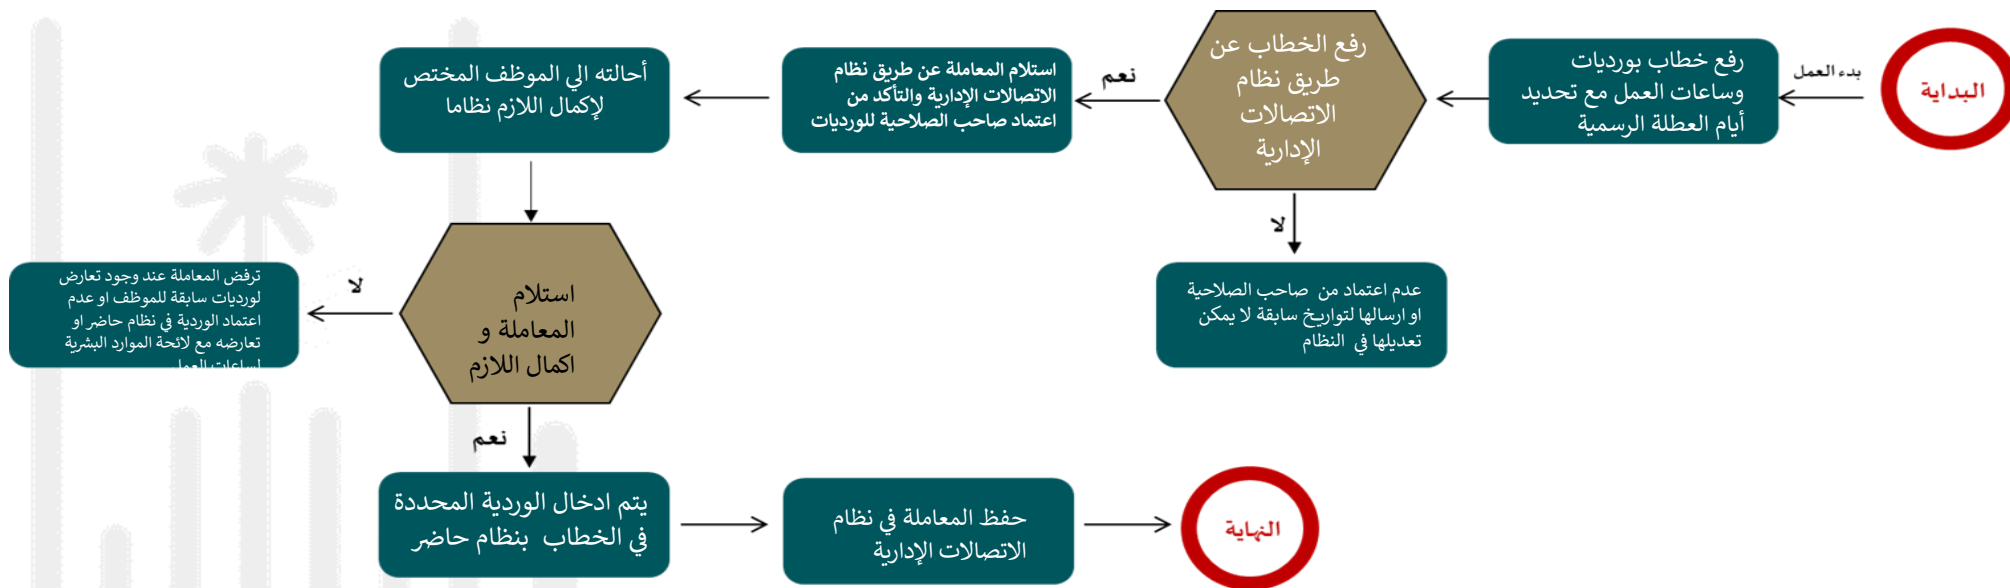 البداية
بدء العمل
رفع خطاب بورديات
وساعات العمل مع تحديد
أيام العطلة الرسمية
رفع الخطاب عن
طريق نظام
الاتصالات
الإدارية
نعم
استلام المعاملة عن طريق نظام
الاتصالات الإدارية والتأكد من
اعتماد صاحب الصلاحية للورديات
أحالته الي الموظف المختص
لإكمال اللازم نظاما
لا
عدم اعتماد من صاحب الصلاحية
او ارسالها لتواريخ سابقة لا يمكن
تعديلها في النظام
استلام
المعاملة و
اكمال اللازم
لا
ترفض المعاملة عند وجود تعارض
لورديات سابقة للموظف او عدم
اعتماد الوردية في نظام حاضر او
تعارضه مع لائحة الموارد البشرية
لساعات العمل
نعم
يتم ادخال الوردية المحددة
في الخطاب بنظام حاضر
حفظ المعاملة في نظام
الاتصالات الإدارية
النهاية